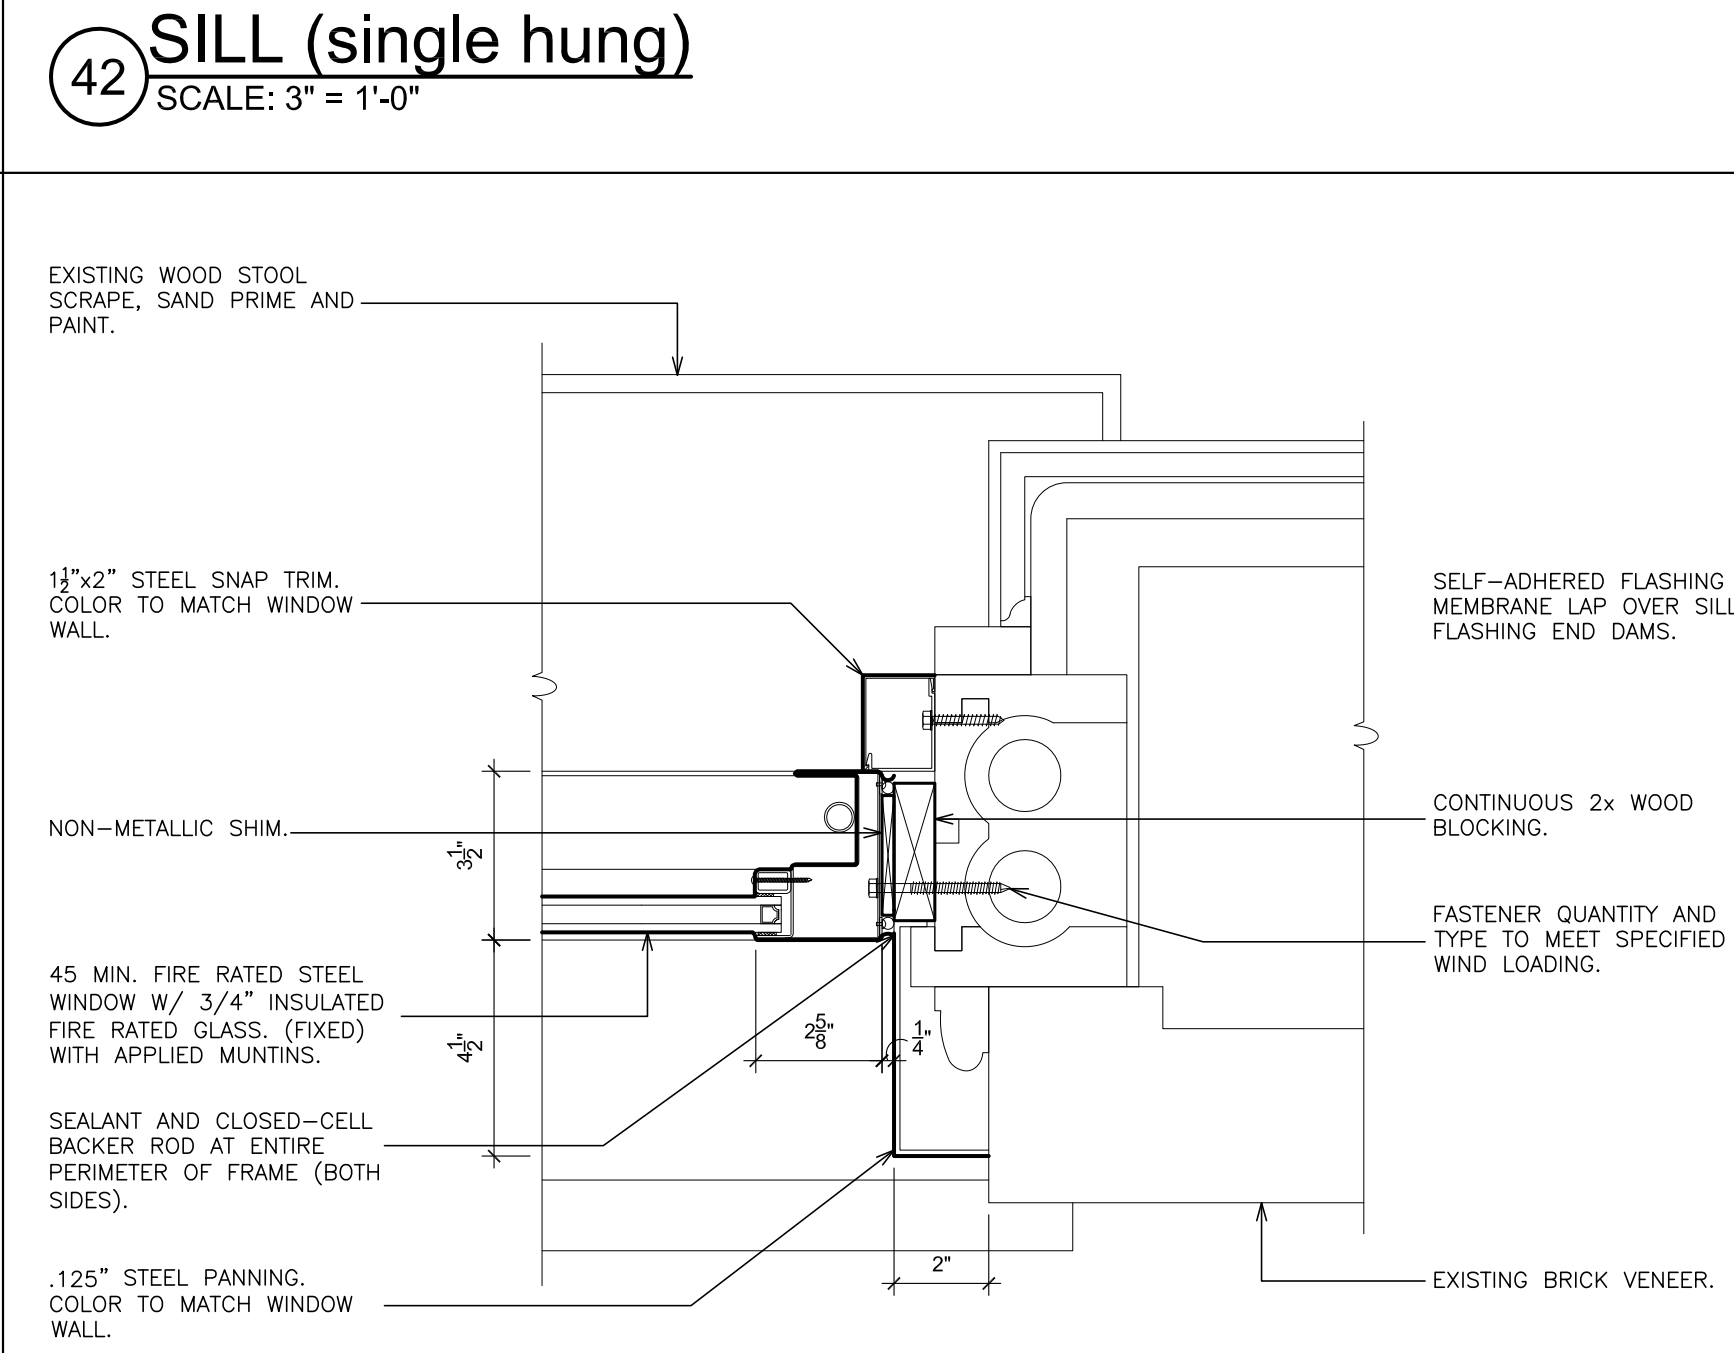 42
SILL (single hung)
SCALE: 3" = 1'-0"
EXISTING WOOD STOOL
SCRAPE, SAND PRIME AND
PAINT.
1½"x2" STEEL SNAP TRIM.
COLOR TO MATCH WINDOW
WALL.
NON-METALLIC SHIM.
45 MIN. FIRE RATED STEEL
WINDOW W/ 3/4" INSULATED
FIRE RATED GLASS. (FIXED)
WITH APPLIED MUNTINS.
SEALANT AND CLOSED-CELL
BACKER ROD AT ENTIRE
PERIMETER OF FRAME (BOTH
SIDES).
.125" STEEL PANNING.
COLOR TO MATCH WINDOW
WALL.
3½"
4½"
2⅝"
¼"
2"
SELF-ADHERED FLASHING
MEMBRANE LAP OVER SILL
FLASHING END DAMS.
CONTINUOUS 2x WOOD
BLOCKING.
FASTENER QUANTITY AND
TYPE TO MEET SPECIFIED
WIND LOADING.
EXISTING BRICK VENEER.